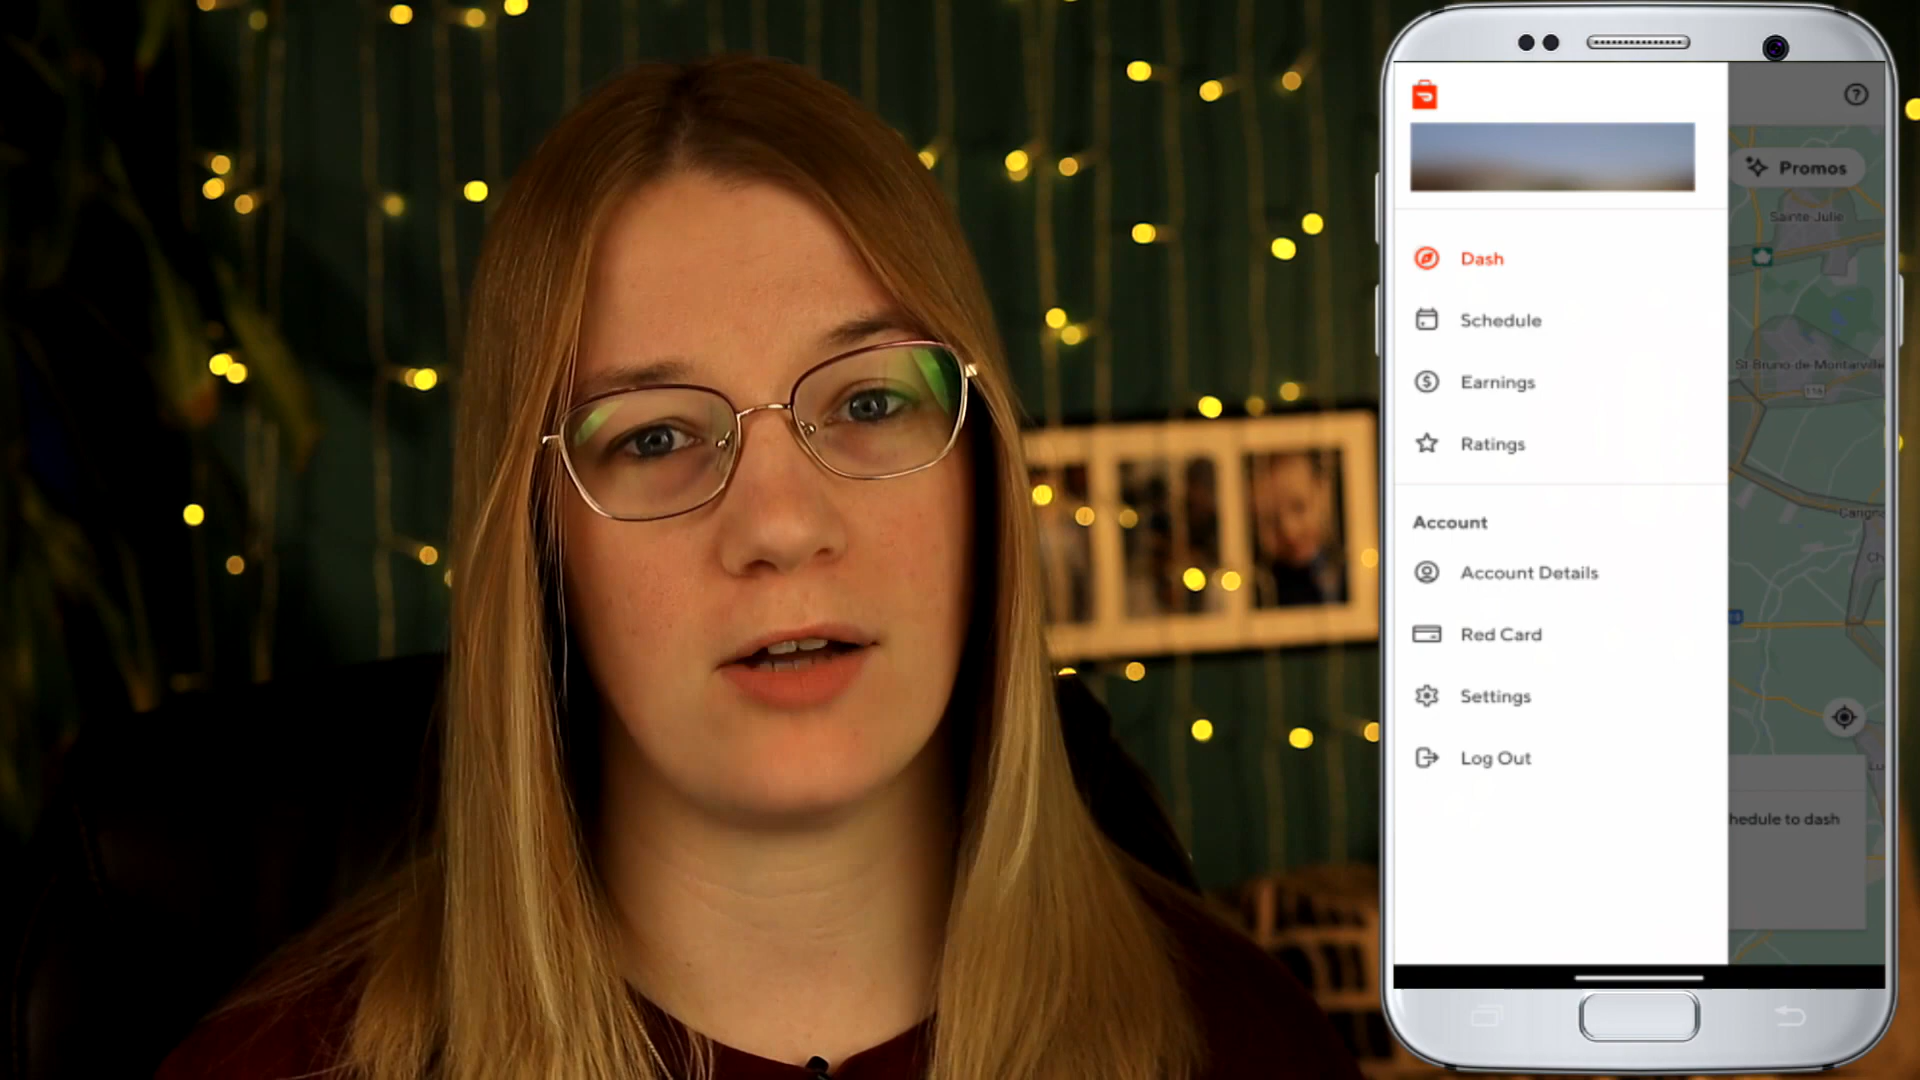 Promos
Sainte-Julie
Dash
Schedule
St-Bruno-de-Montarville
116
Earnings
Ratings
Account
Account Details
Red Card
Settings
Log Out
hedule to dash